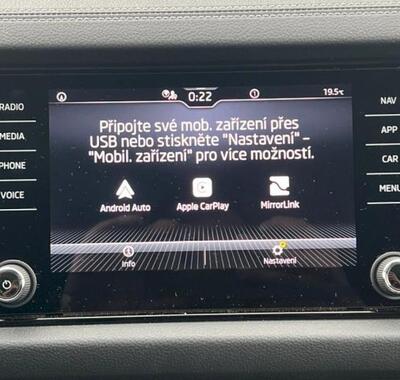 0:22
19.5°C
RADIO
MEDIA
PHONE
VOICE
NAV
APP
CAR
MENU
Připojte své mob. zařízení přes
USB nebo stiskněte "Nastavení" –
"Mobil. zařízení" pro více možností.
Android Auto
Apple CarPlay
MirrorLink
Info
Nastavení